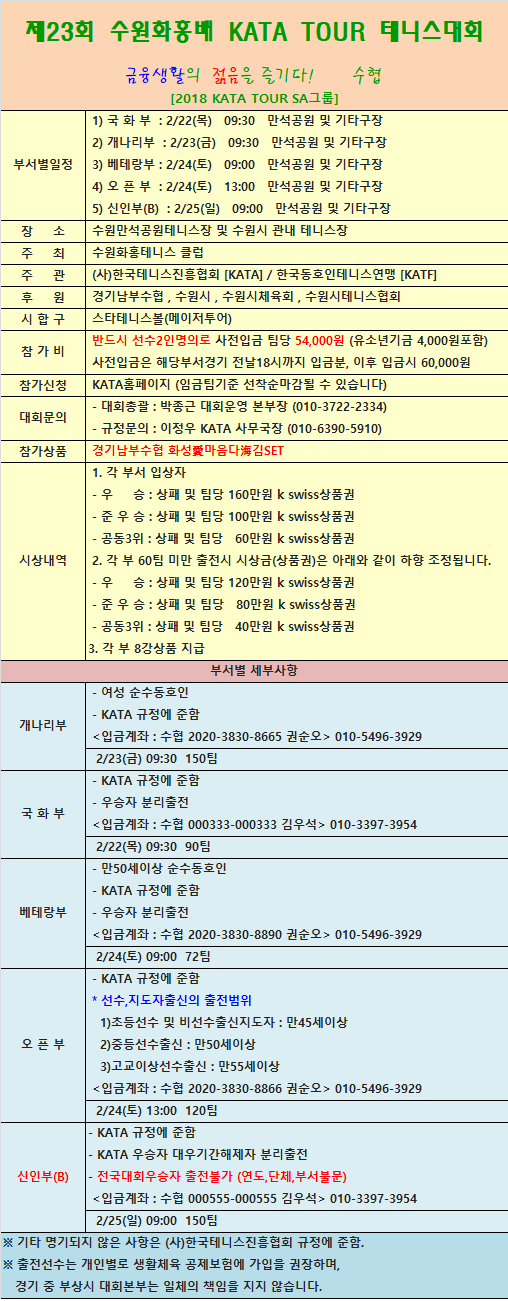 제23회 수원화홍배 KATA TOUR 테니스대회
금융생활의 젊음을 즐기다! 수협
[2018 KATA TOUR SA그룹]
부서별일정
1) 국 화 부 : 2/22(목) 09:30 만석공원 및 기타구장
2) 개나리부 : 2/23(금) 09:30 만석공원 및 기타구장
3) 베테랑부 : 2/24(토) 09:00 만석공원 및 기타구장
4) 오 픈 부 : 2/24(토) 13:00 만석공원 및 기타구장
5) 신인부(B) : 2/25(일) 09:00 만석공원 및 기타구장
장 소 수원만석공원테니스장 및 수원시 관내 테니스장
주 최 수원화홍테니스 클럽
주 관 (사)한국테니스진흥협회 [KATA] / 한국동호인테니스연맹 [KATF]
후 원 경기남부수협 , 수원시 , 수원시체육회 , 수원시테니스협회
시 합 구 스타테니스볼(메이저투어)
참 가 비
반드시 선수2인명의로 사전입금 팀당 54,000원 (유소년기금 4,000원포함)
사전입금은 해당부서경기 전날18시까지 입금분, 이후 입금시 60,000원
참가신청 KATA홈페이지 (입금팀기준 선착순마감될 수 있습니다)
대회문의
- 대회총괄 : 박종근 대회운영 본부장 (010-3722-2334)
- 규정문의 : 이정우 KATA 사무국장 (010-6390-5910)
참가상품 경기남부수협 화성愛마음다海김SET
시상내역
1. 각 부서 입상자
- 우 승 : 상패 및 팀당 160만원 k swiss상품권
- 준 우 승 : 상패 및 팀당 100만원 k swiss상품권
- 공동3위 : 상패 및 팀당 60만원 k swiss상품권
2. 각 부 60팀 미만 출전시 시상금(상품권)은 아래와 같이 하향 조정됩니다.
- 우 승 : 상패 및 팀당 120만원 k swiss상품권
- 준 우 승 : 상패 및 팀당 80만원 k swiss상품권
- 공동3위 : 상패 및 팀당 40만원 k swiss상품권
3. 각 부 8강상품 지급
부서별 세부사항
개나리부
- 여성 순수동호인
- KATA 규정에 준함
<입금계좌 : 수협 2020-3830-8665 권순오> 010-5496-3929
2/23(금) 09:30 150팀
국 화 부
- KATA 규정에 준함
- 우승자 분리출전
<입금계좌 : 수협 000333-000333 김우석> 010-3397-3954
2/22(목) 09:30 90팀
베테랑부
- 만50세이상 순수동호인
- KATA 규정에 준함
- 우승자 분리출전
<입금계좌 : 수협 2020-3830-8890 권순오> 010-5496-3929
2/24(토) 09:00 72팀
오 픈 부
- KATA 규정에 준함
* 선수,지도자출신의 출전범위
1)초등선수 및 비선수출신지도자 : 만45세이상
2)중등선수출신 : 만50세이상
3)고교이상선수출신 : 만55세이상
<입금계좌 : 수협 2020-3830-8866 권순오> 010-5496-3929
2/24(토) 13:00 120팀
신인부(B)
- KATA 규정에 준함
- KATA 우승자 대우기간해제자 분리출전
- 전국대회우승자 출전불가 (연도,단체,부서불문)
<입금계좌 : 수협 000555-000555 김우석> 010-3397-3954
2/25(일) 09:00 150팀
※ 기타 명기되지 않은 사항은 (사)한국테니스진흥협회 규정에 준함.
※ 출전선수는 개인별로 생활체육 공제보험에 가입을 권장하며,
경기 중 부상시 대회본부는 일체의 책임을 지지 않습니다.